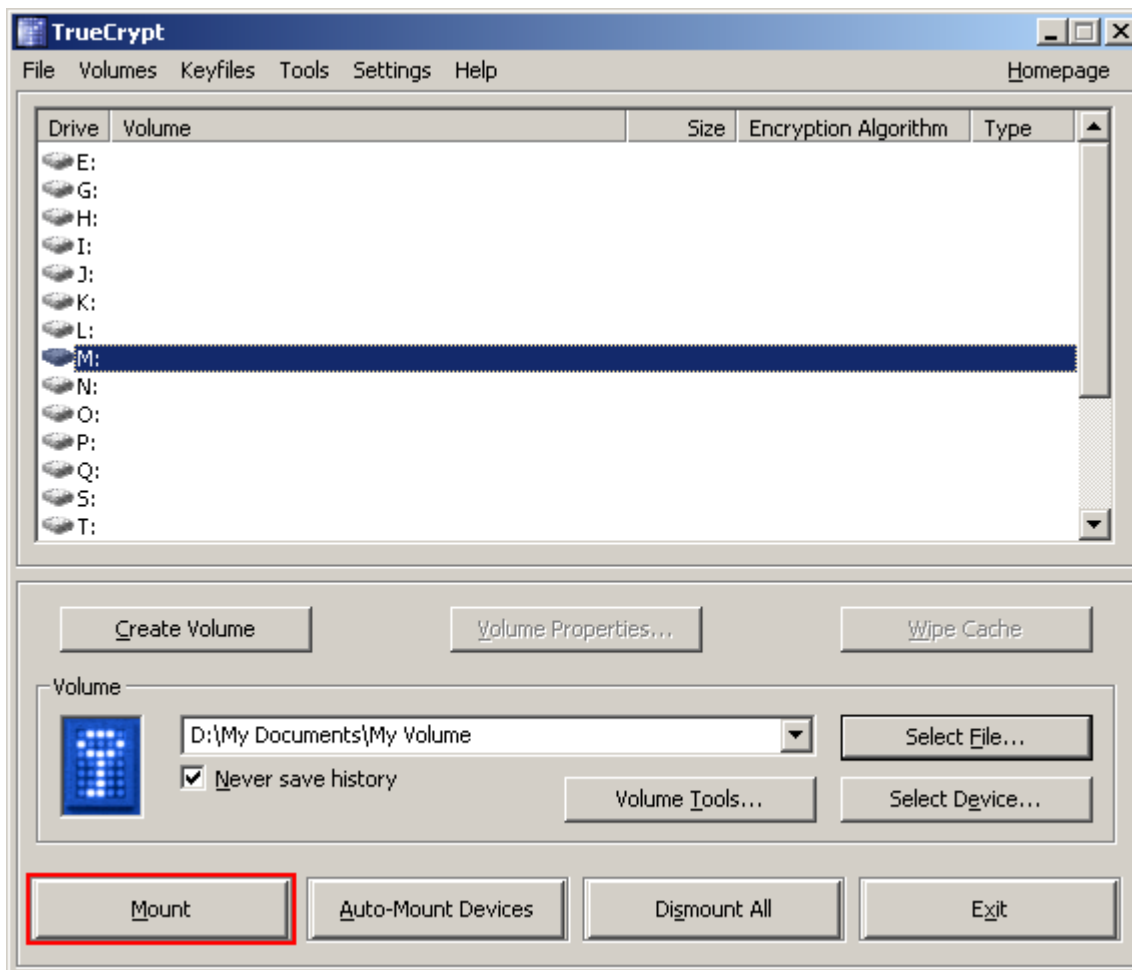 TrueCrypt
File Volumes Keyfiles Tools Settings Help Homepage
Drive Volume Size Encryption Algorithm Type
E:
G:
H:
I:
J:
K:
L:
M:
N:
O:
P:
Q:
S:
T:
Create Volume Volume Properties... Wipe Cache
Volume
D:\My Documents\My Volume Select File...
Never save history
Volume Tools... Select Device...
Mount Auto-Mount Devices Dismount All Exit